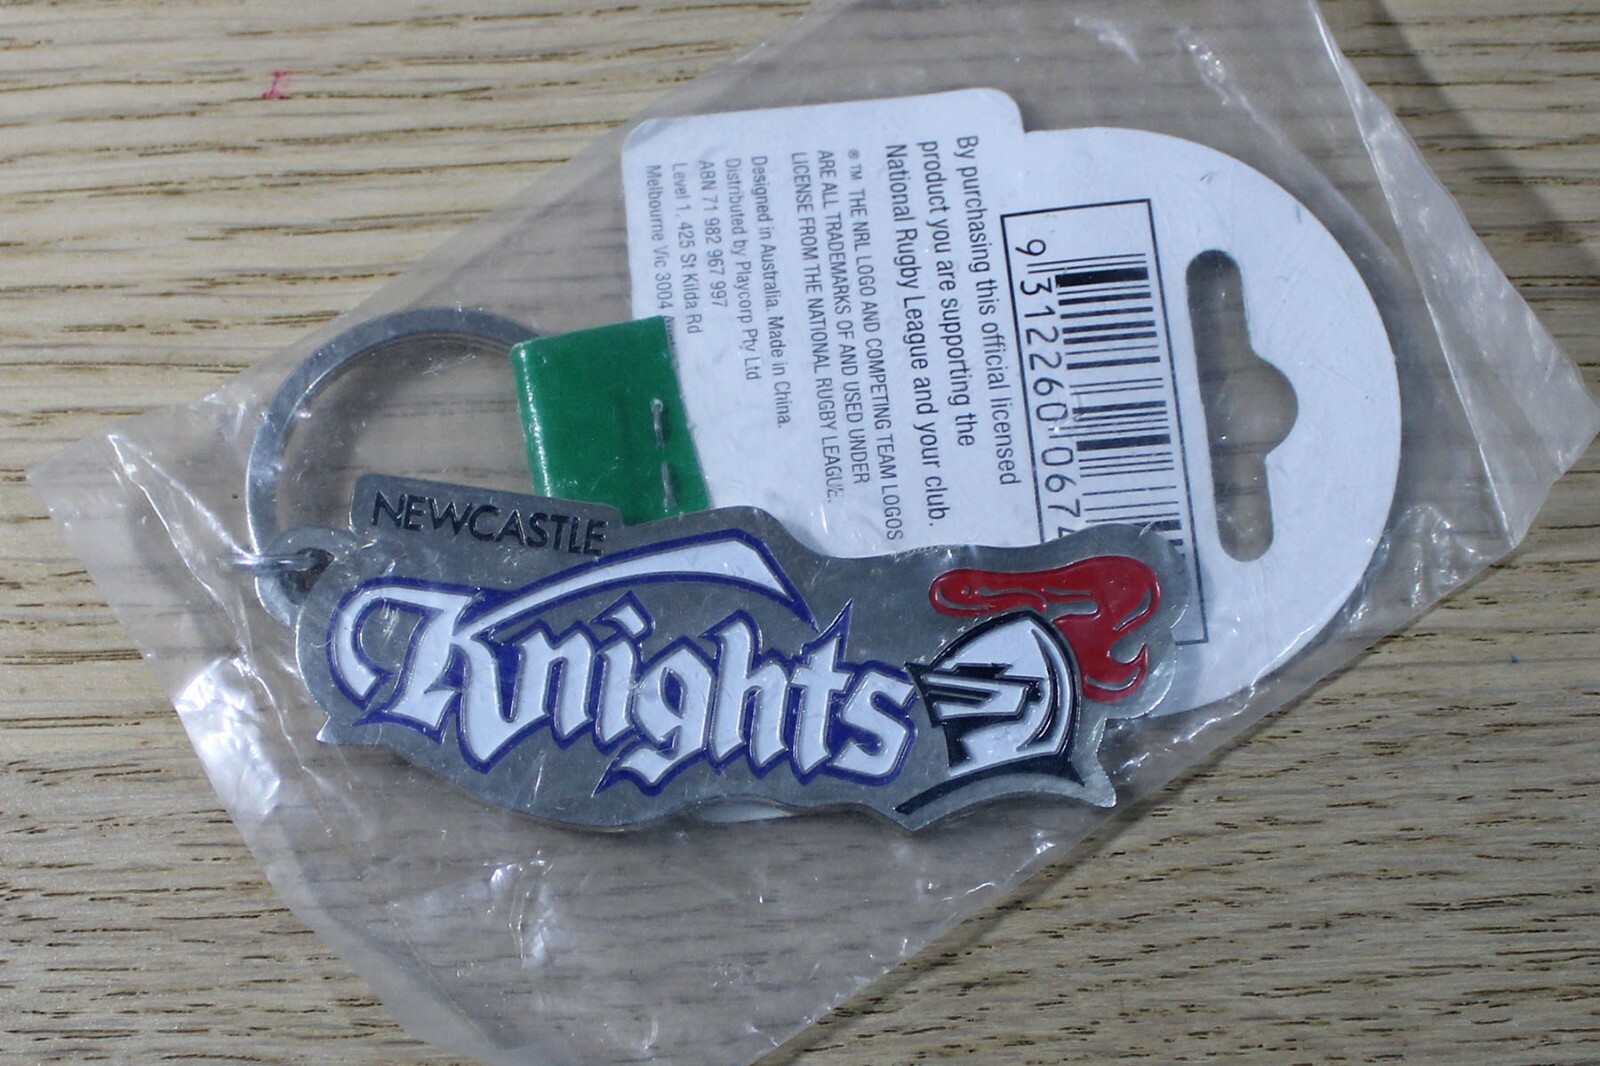 NEWCASTLE
Knights
By purchasing this official licensed
product you are supporting the
National Rugby League and your club.
®™ THE NRL LOGO AND COMPETING TEAM LOGOS
ARE ALL TRADEMARKS OF AND USED UNDER
LICENSE FROM THE NATIONAL RUGBY LEAGUE.
Designed in Australia. Made in China.
Distributed by Playcorp Pty Ltd
ABN 71 982 967 997
Level 1, 425 St Kilda Rd
Melbourne Vic 3004
9 312260 0674